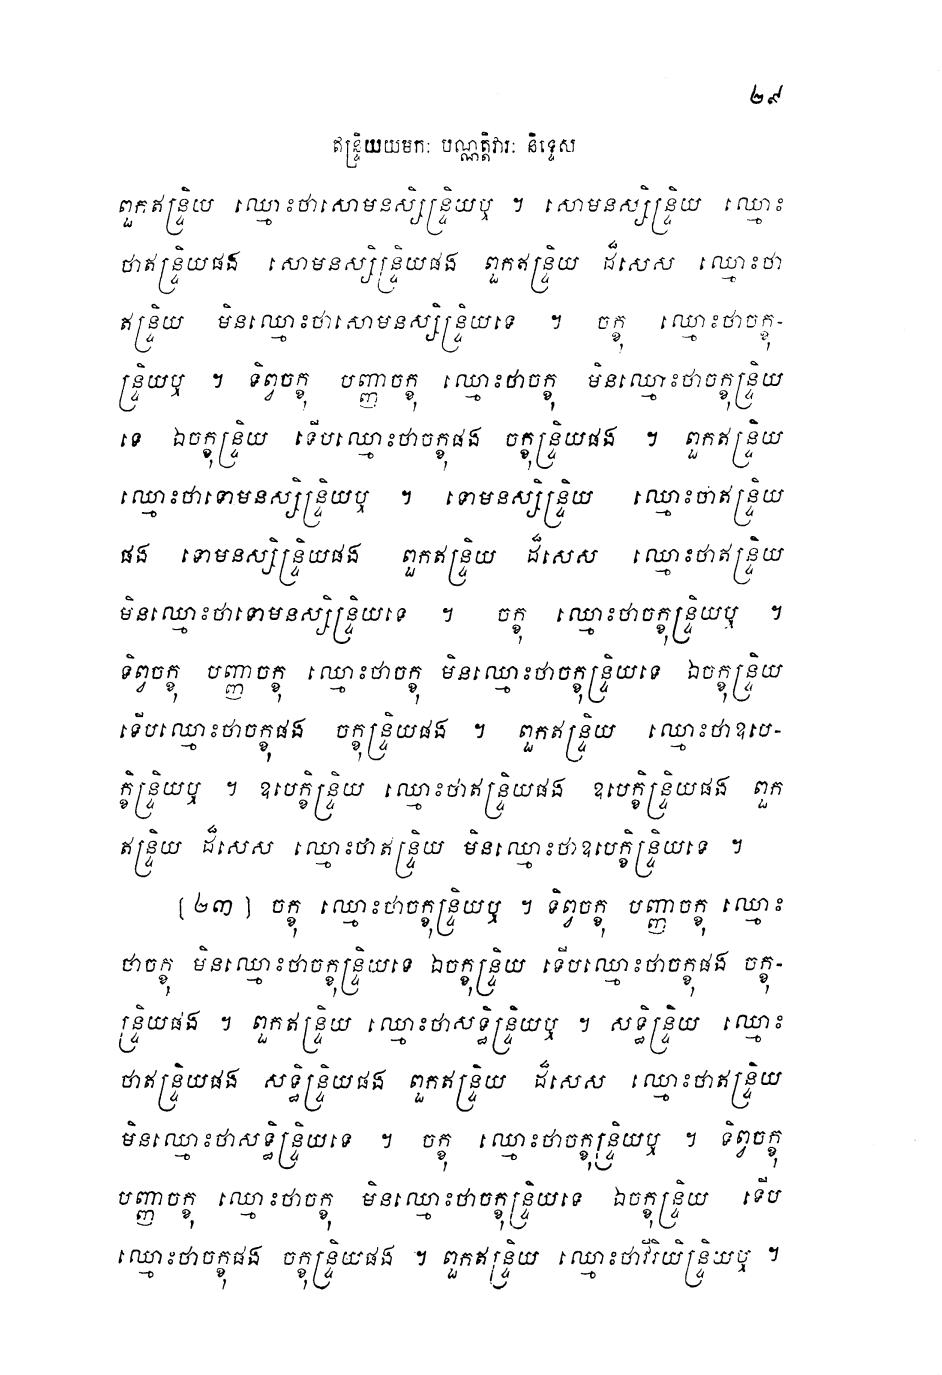 ២៩
ឥន្ទ្រិយយមកៈ បណ្ណត្តិវារៈ និទ្ទេស
ពួកឥន្ទ្រិយ ឈ្មោះថាសោមនស្សិន្ទ្រិយឬ ។ សោមនស្សិន្ទ្រិយ ឈ្មោះ
ថាឥន្ទ្រិយផង សោមនស្សិន្ទ្រិយផង ពួកឥន្ទ្រិយ ដ៏សេស ឈ្មោះថា
ឥន្ទ្រិយ មិនឈ្មោះថាសោមនស្សិន្ទ្រិយទេ ។ ចក្ខុ ឈ្មោះថាចក្ខុ-
ន្ទ្រិយឬ ។ ទិព្វចក្ខុ បញ្ញាចក្ខុ ឈ្មោះថាចក្ខុ មិនឈ្មោះថាចក្ខុន្ទ្រិយ
ទេ ឯចក្ខុន្ទ្រិយ ទើបឈ្មោះថាចក្ខុផង ចក្ខុន្ទ្រិយផង ។ ពួកឥន្ទ្រិយ
ឈ្មោះថាទោមនស្សិន្ទ្រិយឬ ។ ទោមនស្សិន្ទ្រិយ ឈ្មោះថាឥន្ទ្រិយ
ផង ទោមនស្សិន្ទ្រិយផង ពួកឥន្ទ្រិយ ដ៏សេស ឈ្មោះថាឥន្ទ្រិយ
មិនឈ្មោះថាទោមនស្សិន្ទ្រិយទេ ។ ចក្ខុ ឈ្មោះថាចក្ខុន្ទ្រិយឬ ។
ទិព្វចក្ខុ បញ្ញាចក្ខុ ឈ្មោះថាចក្ខុ មិនឈ្មោះថាចក្ខុន្ទ្រិយទេ ឯចក្ខុន្ទ្រិយ
ទើបឈ្មោះថាចក្ខុផង ចក្ខុន្ទ្រិយផង ។ ពួកឥន្ទ្រិយ ឈ្មោះថាឧបេ-
ក្ខិន្ទ្រិយឬ ។ ឧបេក្ខិន្ទ្រិយ ឈ្មោះថាឥន្ទ្រិយផង ឧបេក្ខិន្ទ្រិយផង ពួក
ឥន្ទ្រិយ ដ៏សេស ឈ្មោះថាឥន្ទ្រិយ មិនឈ្មោះថាឧបេក្ខិន្ទ្រិយទេ ។
(២៣) ចក្ខុ ឈ្មោះថាចក្ខុន្ទ្រិយឬ ។ ទិព្វចក្ខុ បញ្ញាចក្ខុ ឈ្មោះ
ថាចក្ខុ មិនឈ្មោះថាចក្ខុន្ទ្រិយទេ ឯចក្ខុន្ទ្រិយ ទើបឈ្មោះថាចក្ខុផង ចក្ខុ-
ន្ទ្រិយផង ។ ពួកឥន្ទ្រិយ ឈ្មោះថាសទ្ធិន្ទ្រិយឬ ។ សទ្ធិន្ទ្រិយ ឈ្មោះ
ថាឥន្ទ្រិយផង សទ្ធិន្ទ្រិយផង ពួកឥន្ទ្រិយ ដ៏សេស ឈ្មោះថាឥន្ទ្រិយ
មិនឈ្មោះថាសទ្ធិន្ទ្រិយទេ ។ ចក្ខុ ឈ្មោះថាចក្ខុន្ទ្រិយឬ ។ ទិព្វចក្ខុ
បញ្ញាចក្ខុ ឈ្មោះថាចក្ខុ មិនឈ្មោះថាចក្ខុន្ទ្រិយទេ ឯចក្ខុន្ទ្រិយ ទើប
ឈ្មោះថាចក្ខុផង ចក្ខុន្ទ្រិយផង ។ ពួកឥន្ទ្រិយ ឈ្មោះថាវីរិយិន្ទ្រិយឬ ។